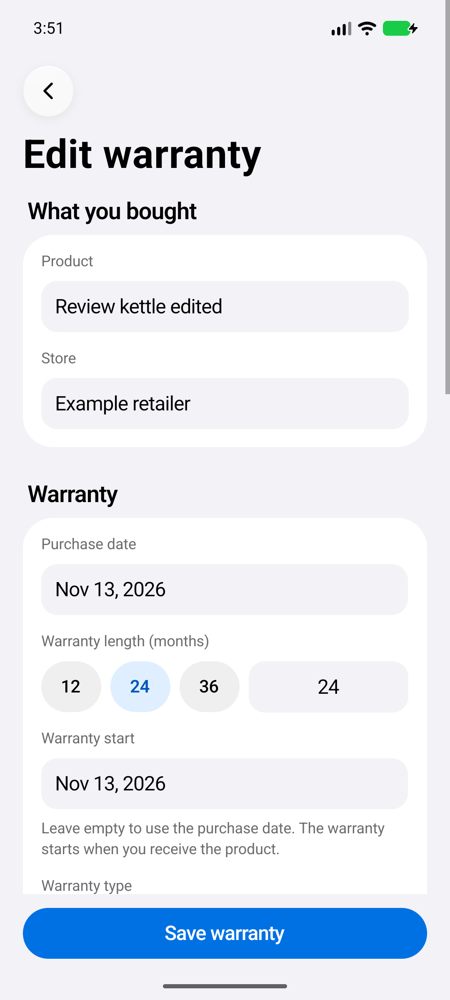 3:51
Edit warranty
What you bought
Product
Review kettle edited
Store
Example retailer
Warranty
Purchase date
Nov 13, 2026
Warranty length (months)
12 24 36 24
Warranty start
Nov 13, 2026
Leave empty to use the purchase date. The warranty
starts when you receive the product.
Warranty type
Save warranty